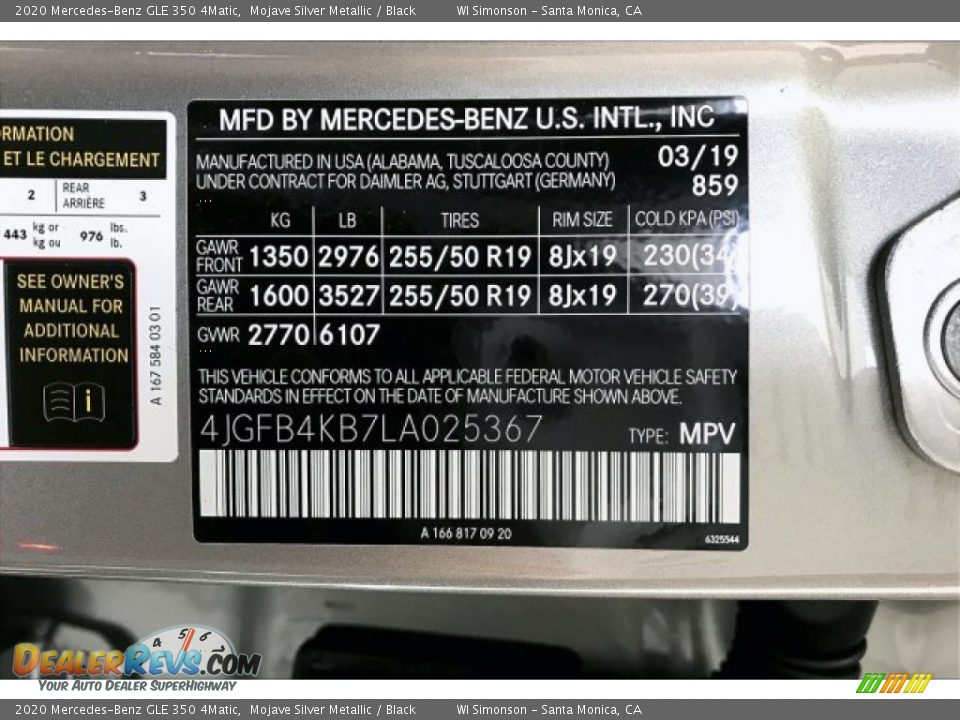 2020 Mercedes-Benz GLE 350 4Matic, Mojave Silver Metallic / Black WI Simonson - Santa Monica, CA
ET LE CHARGEMENT
2 REAR ARRIÈRE 3
443 kg or kg ou 976 lbs. lb.
SEE OWNER'S
MANUAL FOR
ADDITIONAL
INFORMATION
i
A 167 584 03 01
MFD BY MERCEDES-BENZ U.S. INTL., INC
MANUFACTURED IN USA (ALABAMA, TUSCALOOSA COUNTY) 03/19
UNDER CONTRACT FOR DAIMLER AG, STUTTGART (GERMANY) 859
KG LB TIRES RIM SIZE COLD KPA (PSI)
GAWR FRONT 1350 2976 255/50 R19 8Jx19 230(34)
GAWR REAR 1600 3527 255/50 R19 8Jx19 270(39)
GVWR 2770 6107
THIS VEHICLE CONFORMS TO ALL APPLICABLE FEDERAL MOTOR VEHICLE SAFETY
STANDARDS IN EFFECT ON THE DATE OF MANUFACTURE SHOWN ABOVE.
4JGFB4KB7LA025367 TYPE: MPV
A 166 817 09 20
6325544
4 5 6 7
DEALERREVS.COM
YOUR AUTO DEALER SUPERHIGHWAY
2020 Mercedes-Benz GLE 350 4Matic, Mojave Silver Metallic / Black WI Simonson - Santa Monica, CA